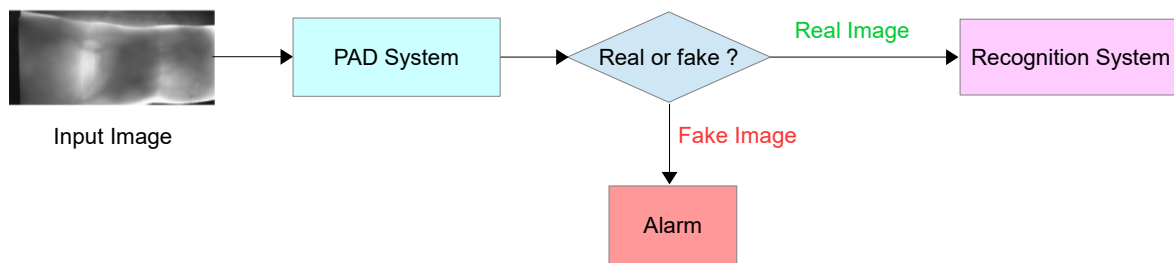 Input Image
PAD System
Real or fake ?
Real Image
Recognition System
Fake Image
Alarm